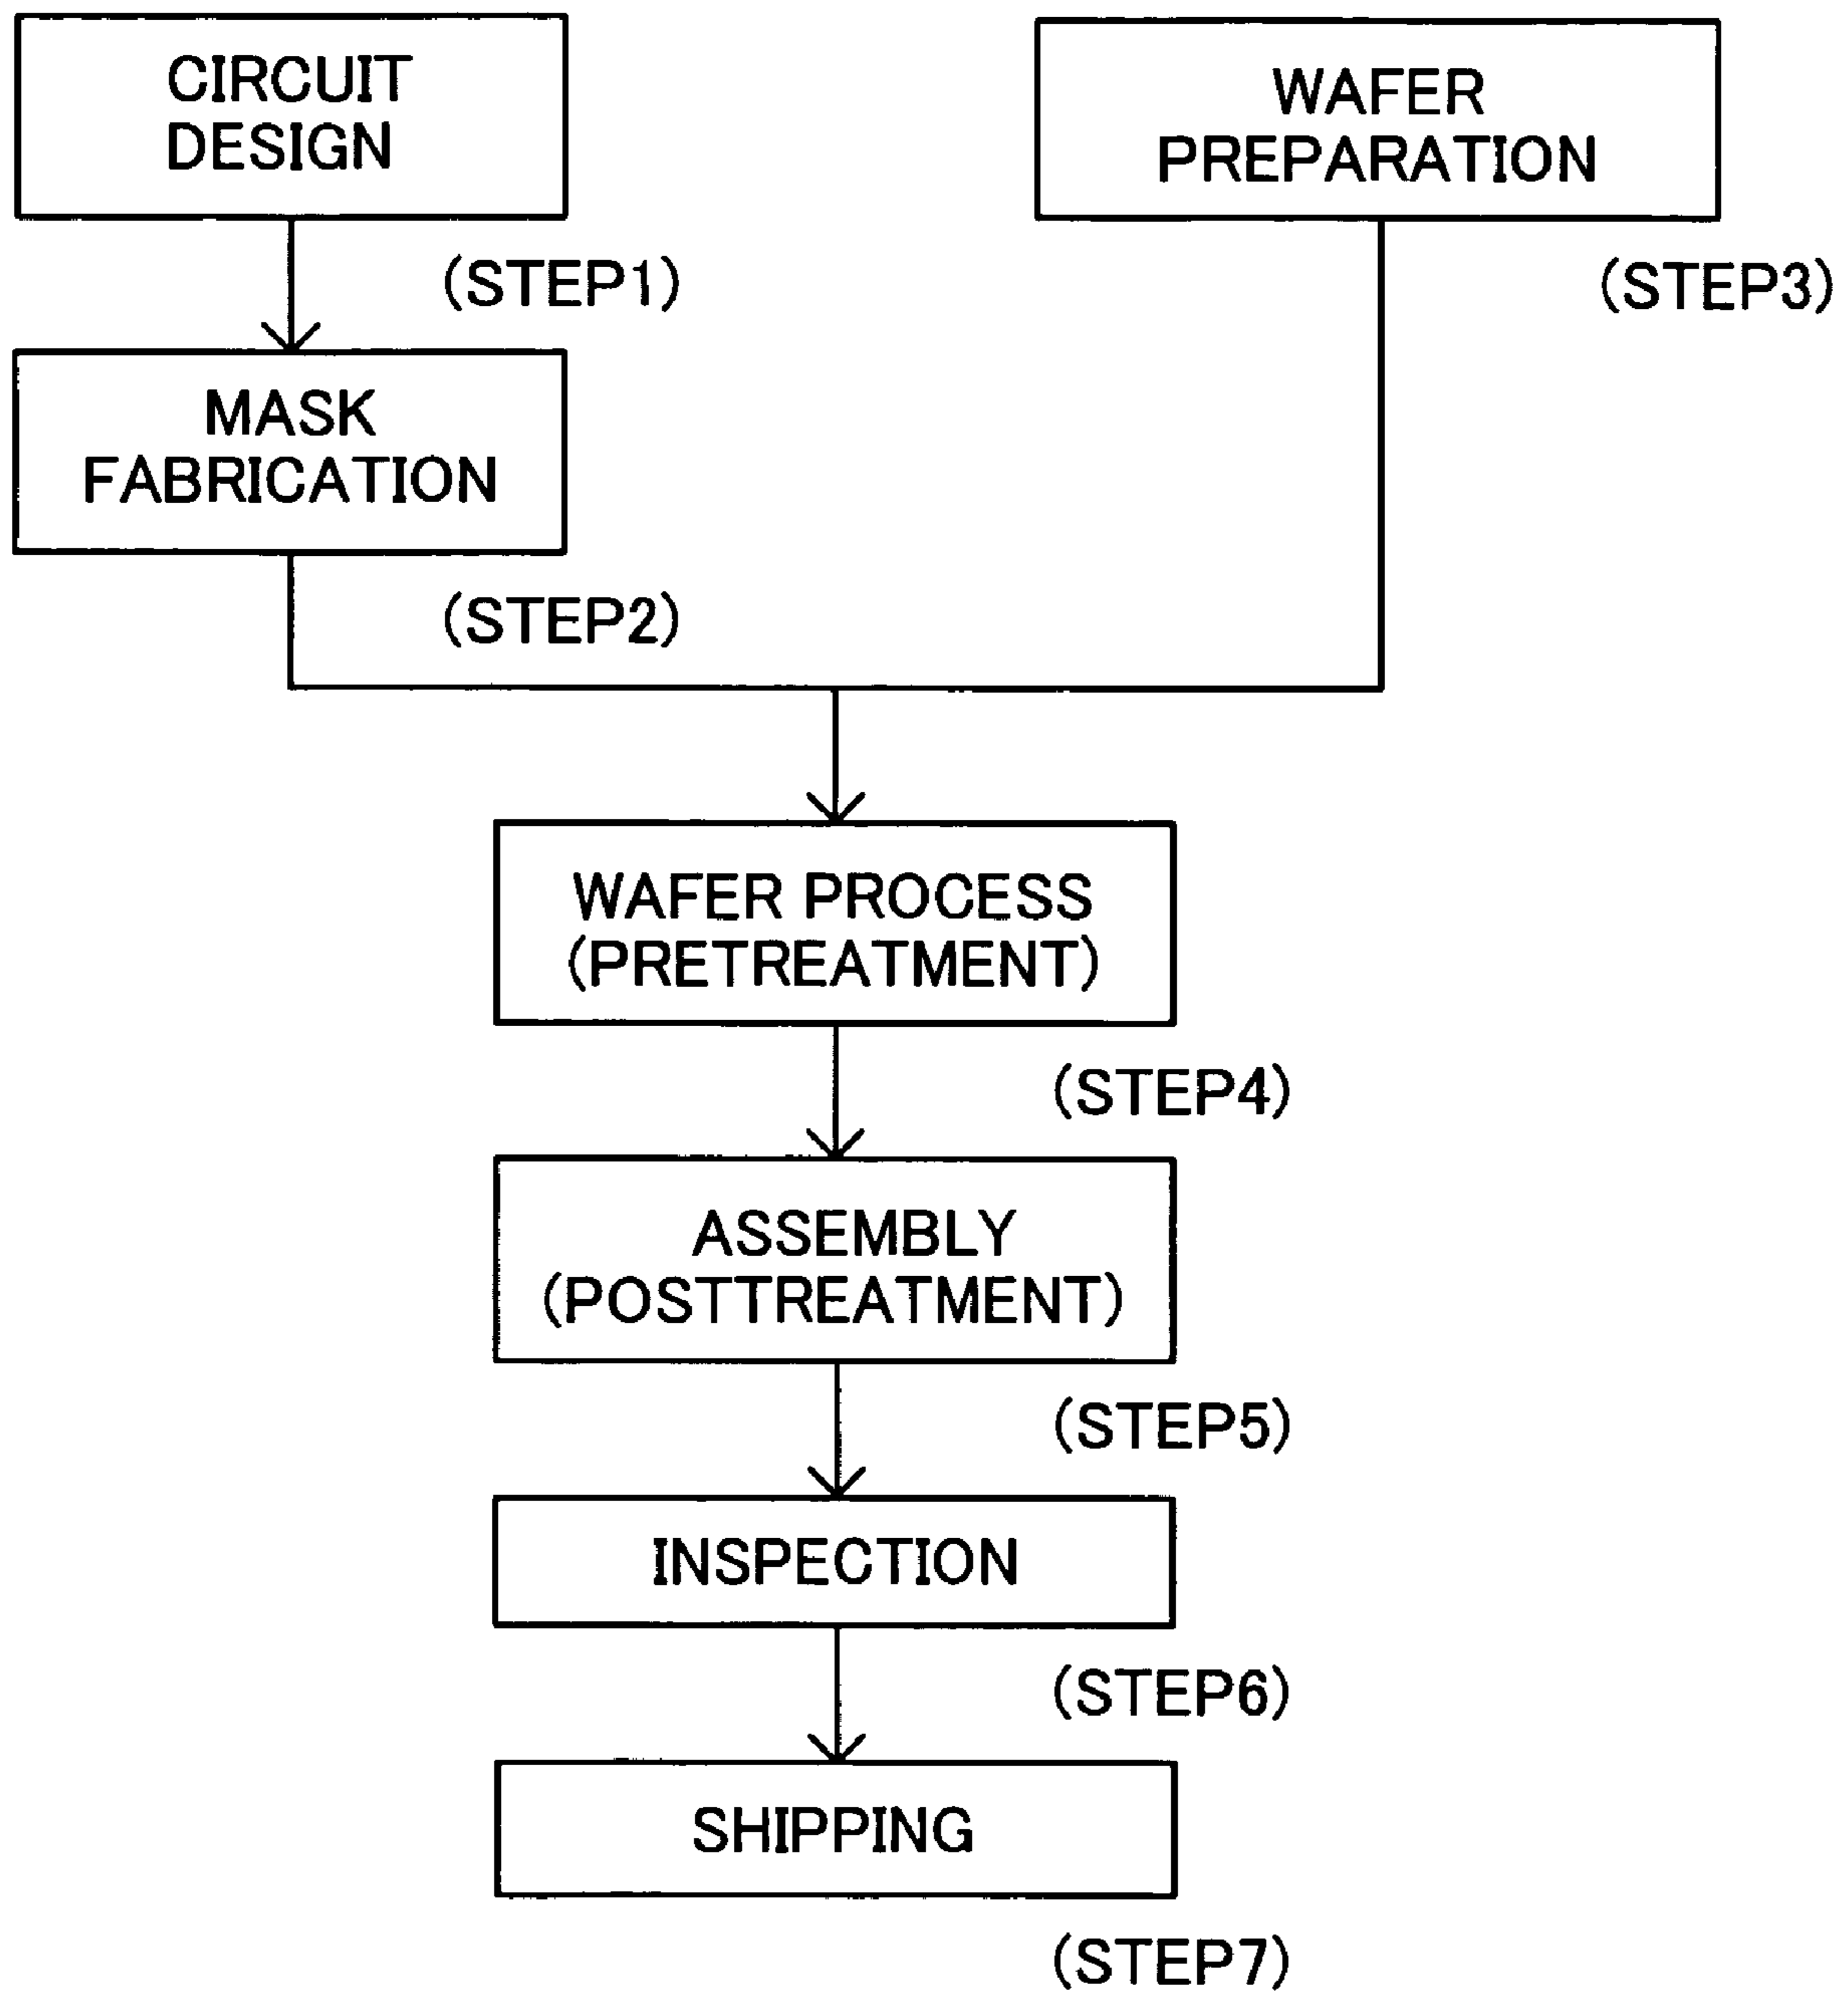 CIRCUIT
DESIGN
(STEP1)
MASK
FABRICATION
(STEP2)
WAFER
PREPARATION
(STEP3)
WAFER PROCESS
(PRETREATMENT)
(STEP4)
ASSEMBLY
(POSTTREATMENT)
(STEP5)
INSPECTION
(STEP6)
SHIPPING
(STEP7)